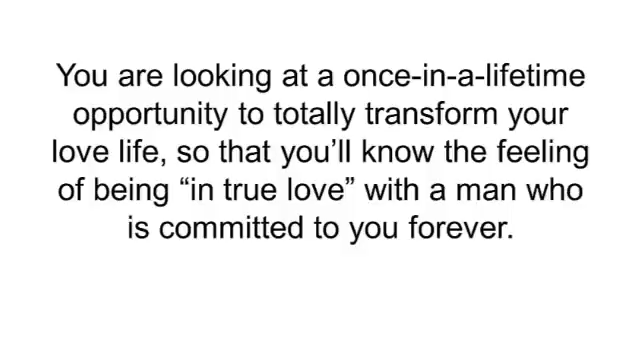 You are looking at a once-in-a-lifetime
opportunity to totally transform your
love life, so that you’ll know the feeling
of being “in true love” with a man who
is committed to you forever.